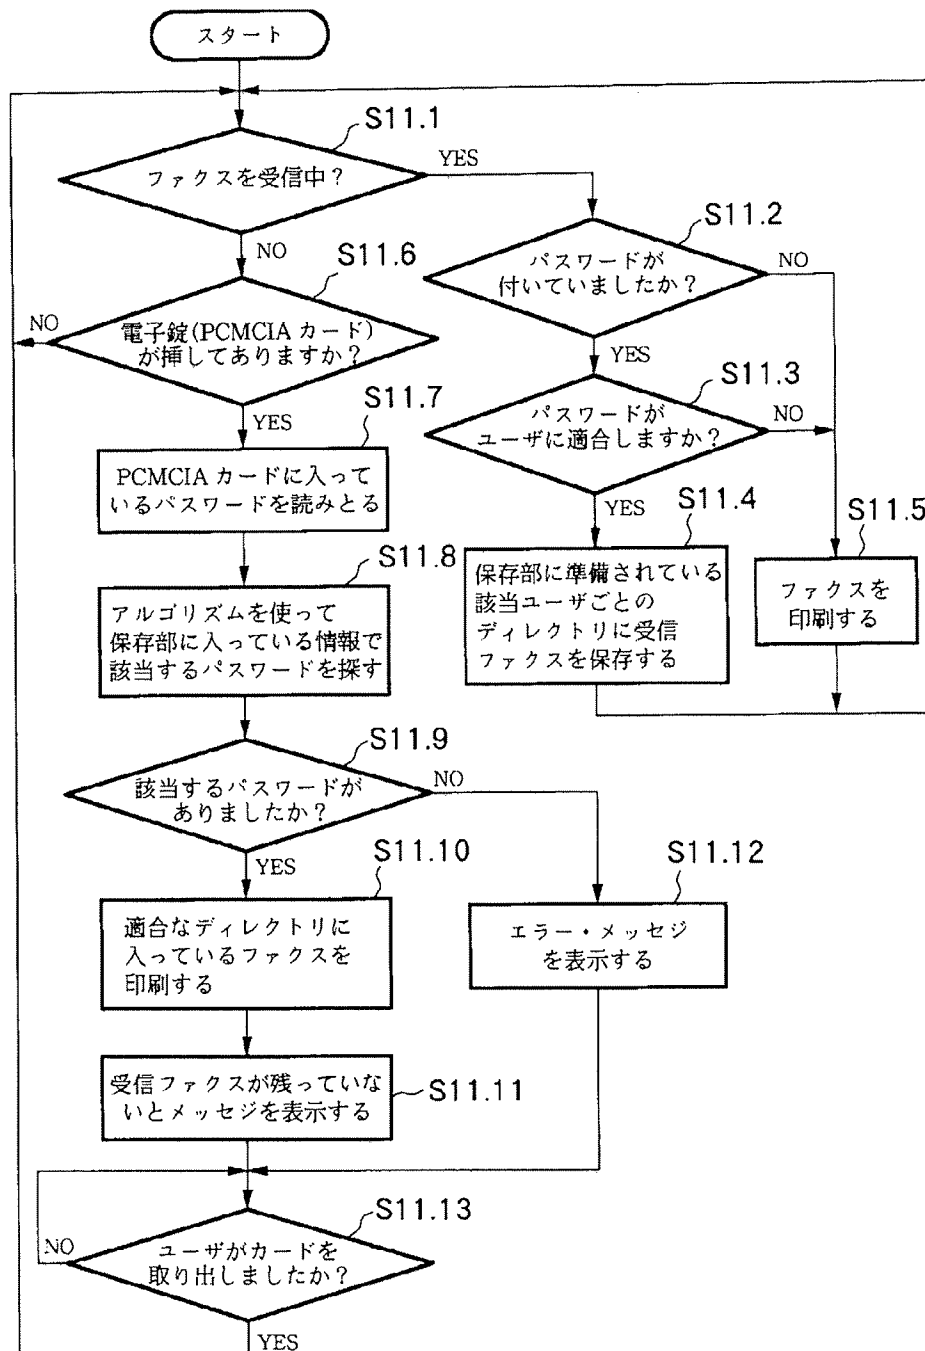 スタート
S11.1
ファクスを受信中?
YES
NO
S11.2
パスワードが
付いていましたか?
NO
YES
S11.6
電子錠(PCMCIA カード)
が挿してありますか?
NO
YES
S11.3
パスワードが
ユーザに適合しますか?
NO
YES
S11.7
PCMCIA カードに入って
いるパスワードを読みとる
S11.4
保存部に準備されている
該当ユーザごとの
ディレクトリに受信
ファクスを保存する
S11.5
ファクスを
印刷する
S11.8
アルゴリズムを使って
保存部に入っている情報で
該当するパスワードを探す
S11.9
該当するパスワードが
ありましたか?
NO
YES
S11.10
適合なディレクトリに
入っているファクスを
印刷する
S11.12
エラー・メッセジ
を表示する
受信ファクスが残っていな
いとメッセジを表示する
S11.11
S11.13
ユーザがカードを
取り出しましたか?
NO
YES